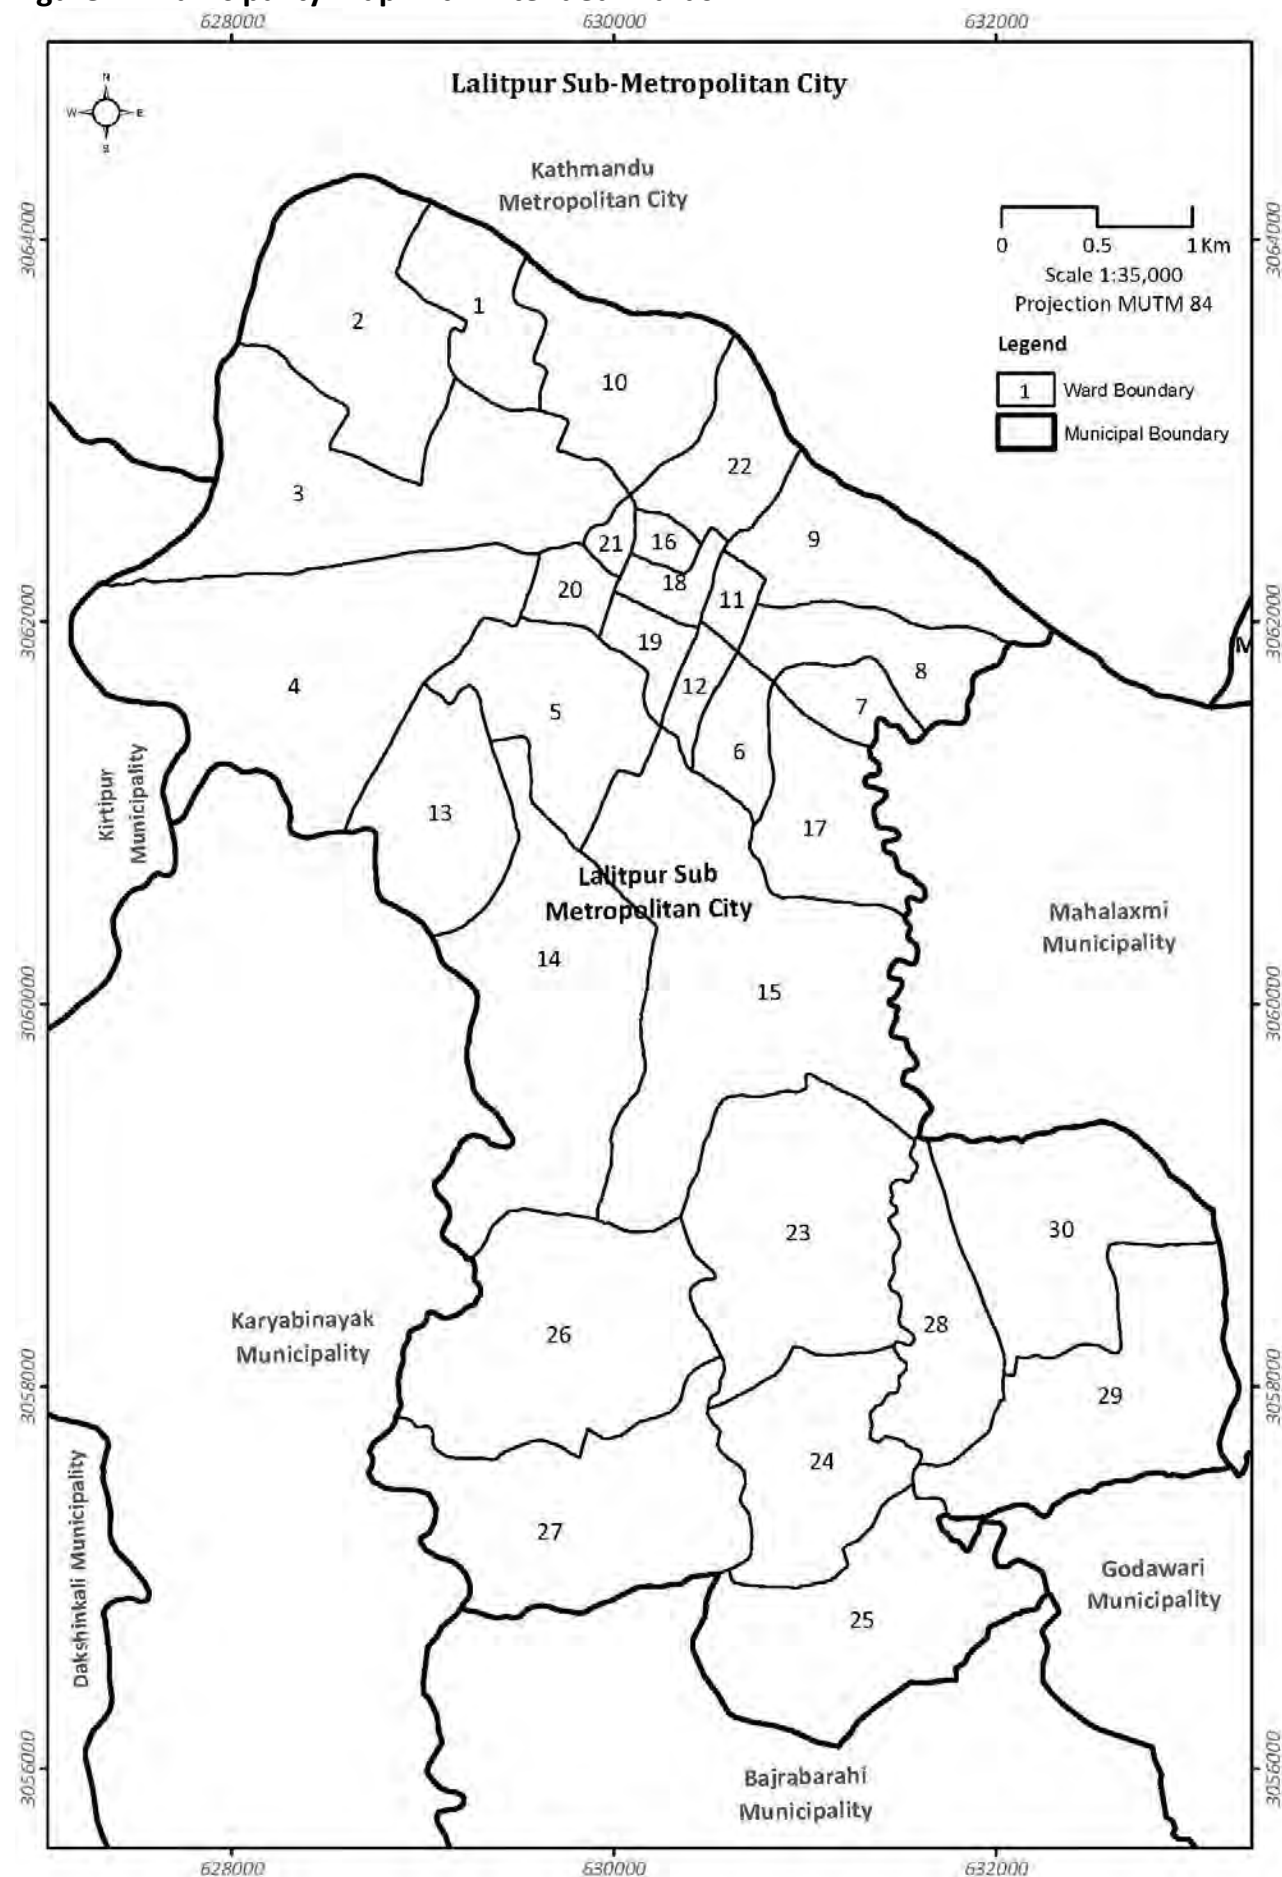 628000
630000
632000
Lalitpur Sub-Metropolitan City
N
W
E
S
Kathmandu
Metropolitan City
3064000
3064000
0
0.5
1Km
Scale 1:35,000
Projection MUTM 84
Legend
1
Ward Boundary
Municipal Boundary
2
1
10
22
3
9
21
16
18
20
11
19
3062000
3062000
M
4
12
8
5
7
6
Kirtipur
Municipality
13
17
Lalitpur Sub
Metropolitan City
Mahalaxmi
Municipality
14
15
3060000
3060000
23
30
28
Karyabinayak
Municipality
26
29
3058000
3058000
24
27
Dakshinkali Municipality
Godawari
Municipality
25
3056000
3056000
Bajrabarahi
Municipality
628000
630000
632000